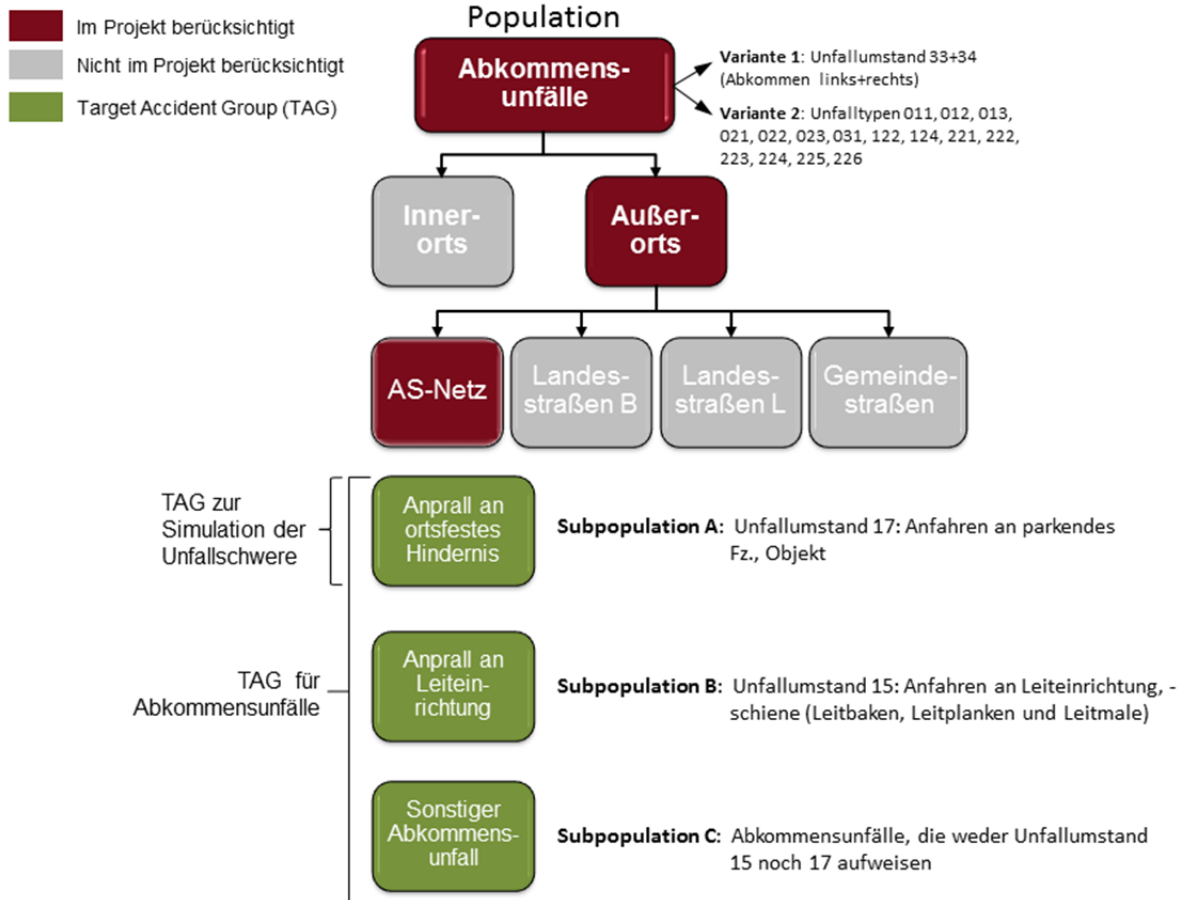 Population
Im Projekt berücksichtigt
Nicht im Projekt berücksichtigt
Target Accident Group (TAG)
Abkommens-
unfälle
Variante 1: Unfallumstand 33+34
(Abkommen links+rechts)
Variante 2: Unfalltypen 011, 012, 013,
021, 022, 023, 031, 122, 124, 221, 222,
223, 224, 225, 226
Inner-
orts
Außer-
orts
AS-Netz
Landes-
straßen B
Landes-
straßen L
Gemeinde-
straßen
TAG zur
Simulation der
Unfallschwere
Anprall an
ortsfestes
Hindernis
Subpopulation A: Unfallumstand 17: Anfahren an parkendes
Fz., Objekt
TAG für
Abkommensunfälle
Anprall an
Leitein-
richtung
Subpopulation B: Unfallumstand 15: Anfahren an Leiteinrichtung, -
schiene (Leitbaken, Leitplanken und Leitmale)
Sonstiger
Abkommens-
unfall
Subpopulation C: Abkommensunfälle, die weder Unfallumstand
15 noch 17 aufweisen